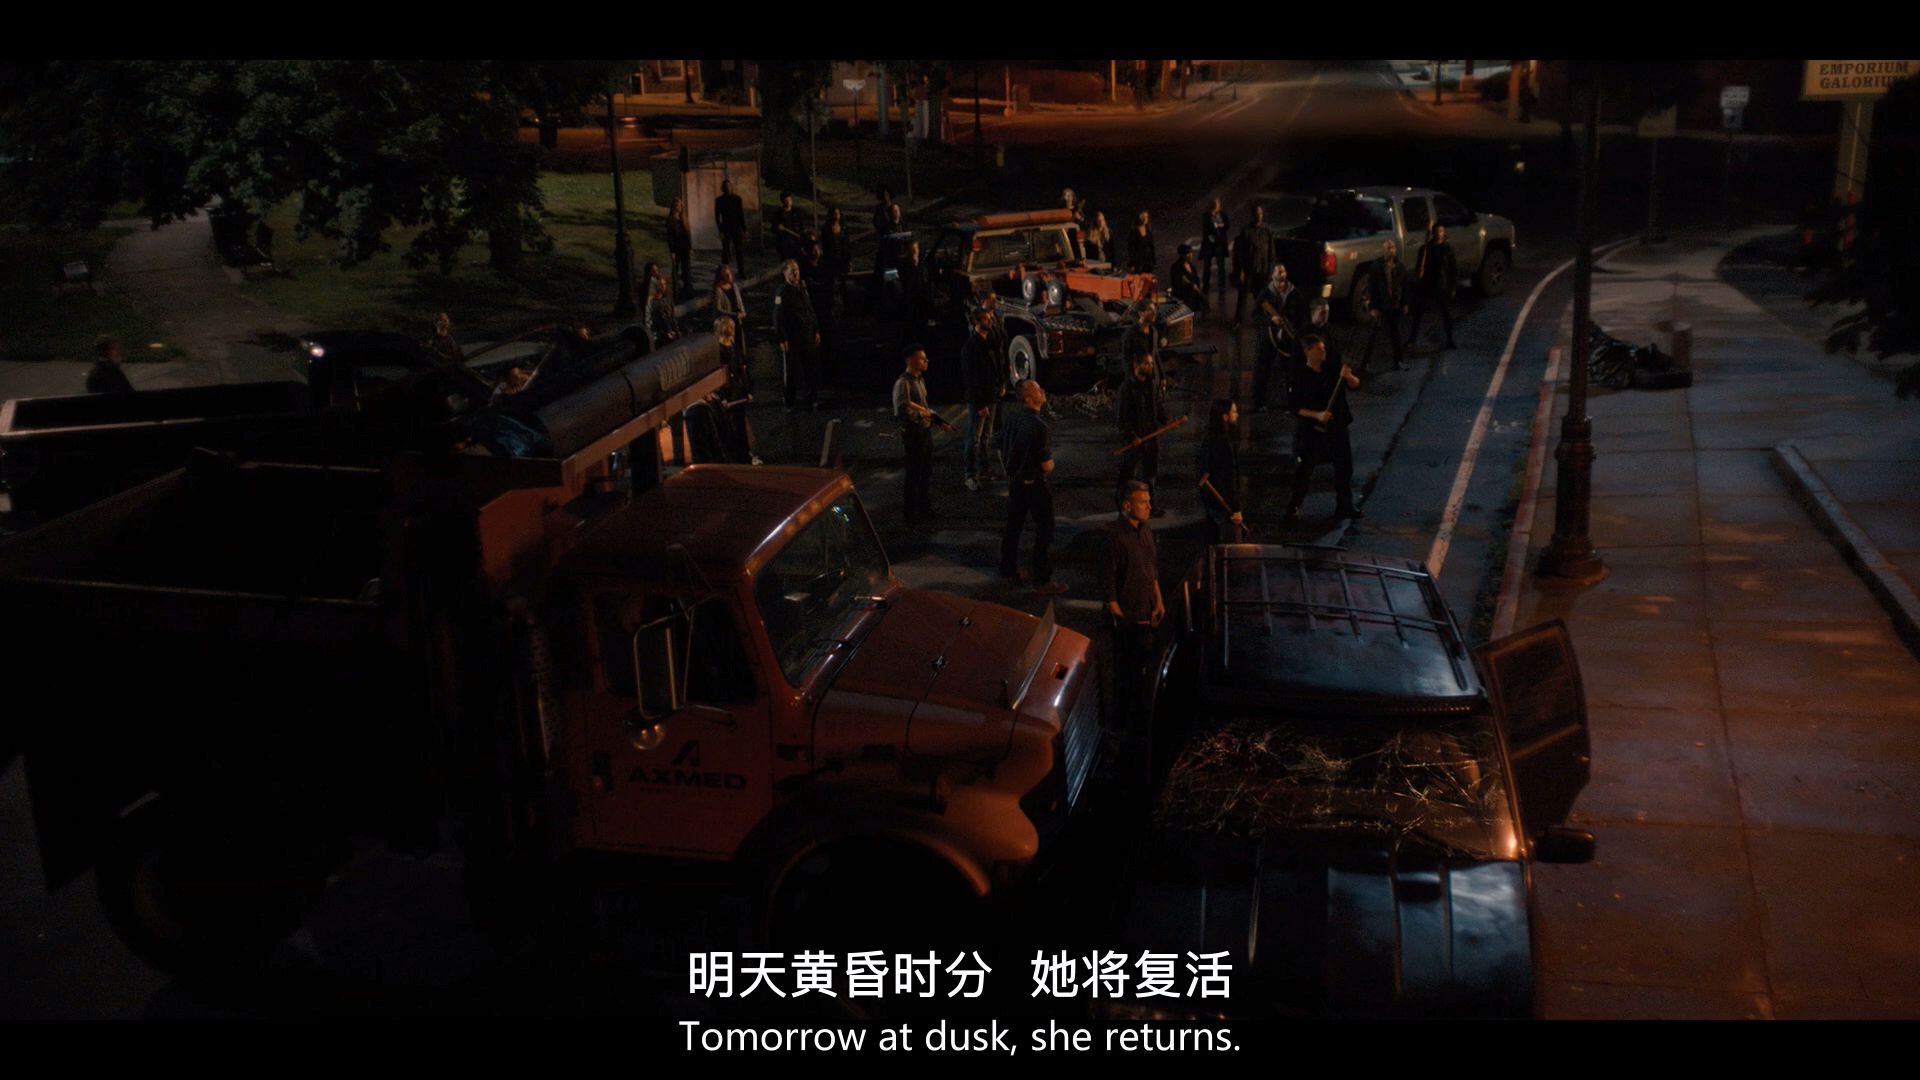 EMPORIUM
GALORIUM
AXMED
明天黄昏时分 她将复活
Tomorrow at dusk, she returns.